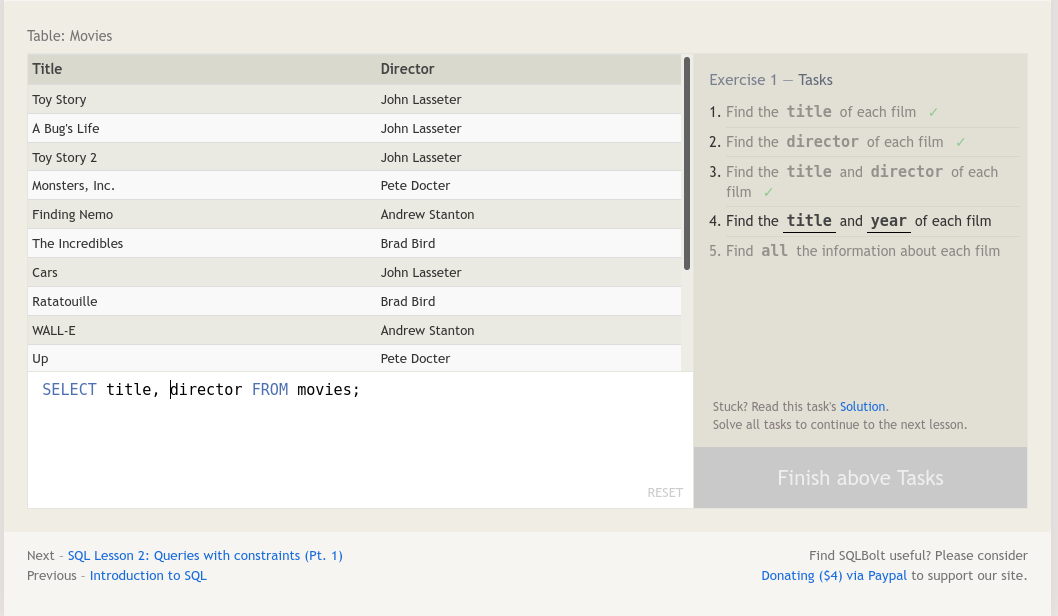 Table: Movies
Title Director
Toy Story John Lasseter
A Bug's Life John Lasseter
Toy Story 2 John Lasseter
Monsters, Inc. Pete Docter
Finding Nemo Andrew Stanton
The Incredibles Brad Bird
Cars John Lasseter
Ratatouille Brad Bird
WALL-E Andrew Stanton
Up Pete Docter
SELECT title, director FROM movies;
RESET
Exercise 1 — Tasks
1. Find the title of each film ✓
2. Find the director of each film ✓
3. Find the title and director of each
film ✓
4. Find the title and year of each film
5. Find all the information about each film
Stuck? Read this task's Solution.
Solve all tasks to continue to the next lesson.
Finish above Tasks
Next - SQL Lesson 2: Queries with constraints (Pt. 1)
Previous - Introduction to SQL
Find SQLBolt useful? Please consider
Donating ($4) via Paypal to support our site.